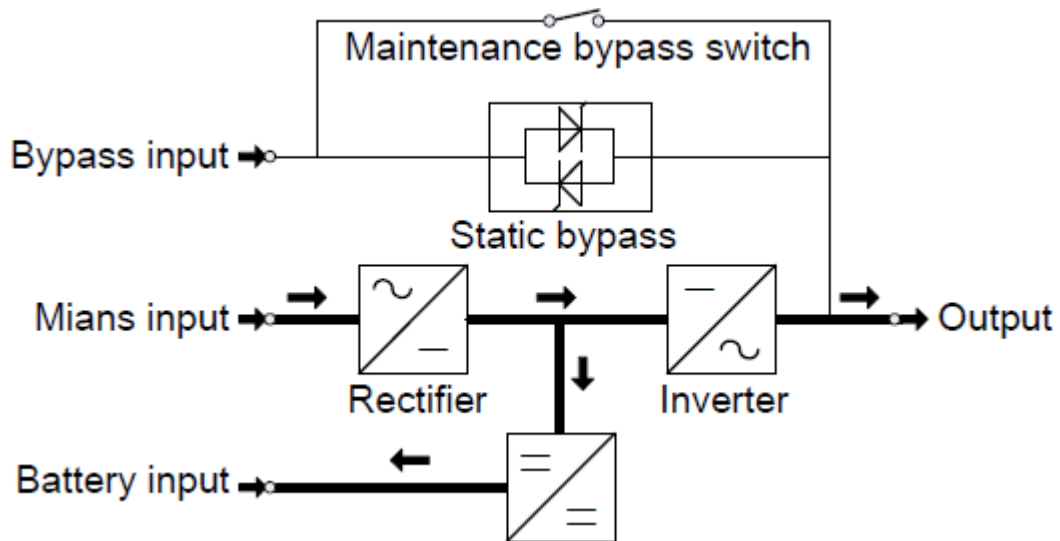 Maintenance bypass switch
Bypass input
Static bypass
Mians input
Output
Rectifier
Inverter
Battery input